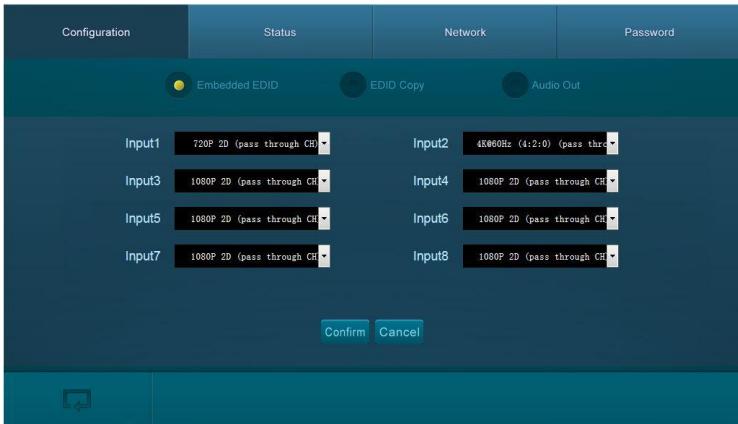 Configuration Status Network Password
Embedded EDID EDID Copy Audio Out
Input1 720P 2D (pass through CH) Input2 4K@60Hz (4:2:0) (pass thro
Input3 1080P 2D (pass through CH Input4 1080P 2D (pass through CH
Input5 1080P 2D (pass through CH Input6 1080P 2D (pass through CH
Input7 1080P 2D (pass through CH Input8 1080P 2D (pass through CH
Confirm Cancel